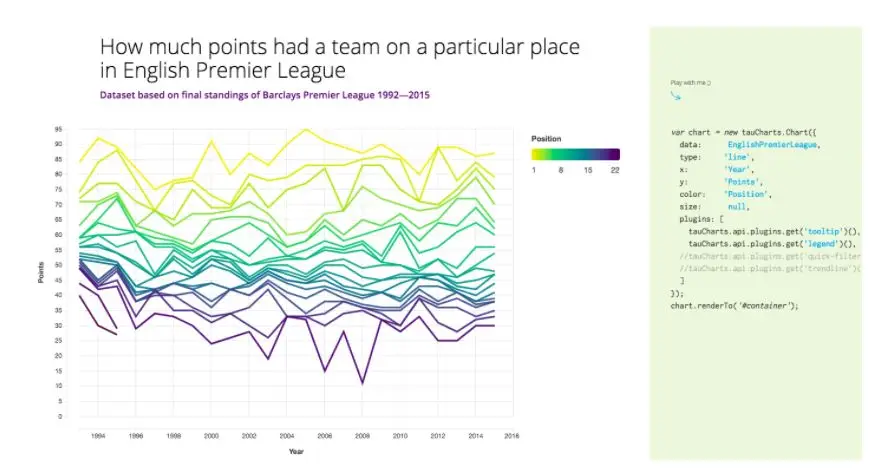 How much points had a team on a particular place
in English Premier League
Dataset based on final standings of Barclays Premier League 1992—2015
95
90
85
80
75
70
65
60
55
50
45
40
35
30
25
20
15
10
5
0
Points
1994
1996
1998
2000
2002
2004
2006
2008
2010
2012
2014
2016
Year
Position
1 8 15 22
Play with me ;)
var chart = new tauCharts.Chart({
data: EnglishPremierLeague,
type: 'line',
x: 'Year',
y: 'Points',
color: 'Position',
size: null,
plugins: [
tauCharts.api.plugins.get('tooltip')(),
tauCharts.api.plugins.get('legend')(),
//tauCharts.api.plugins.get('quick-filter
//tauCharts.api.plugins.get('trendline')(
]
});
chart.renderTo('#container');